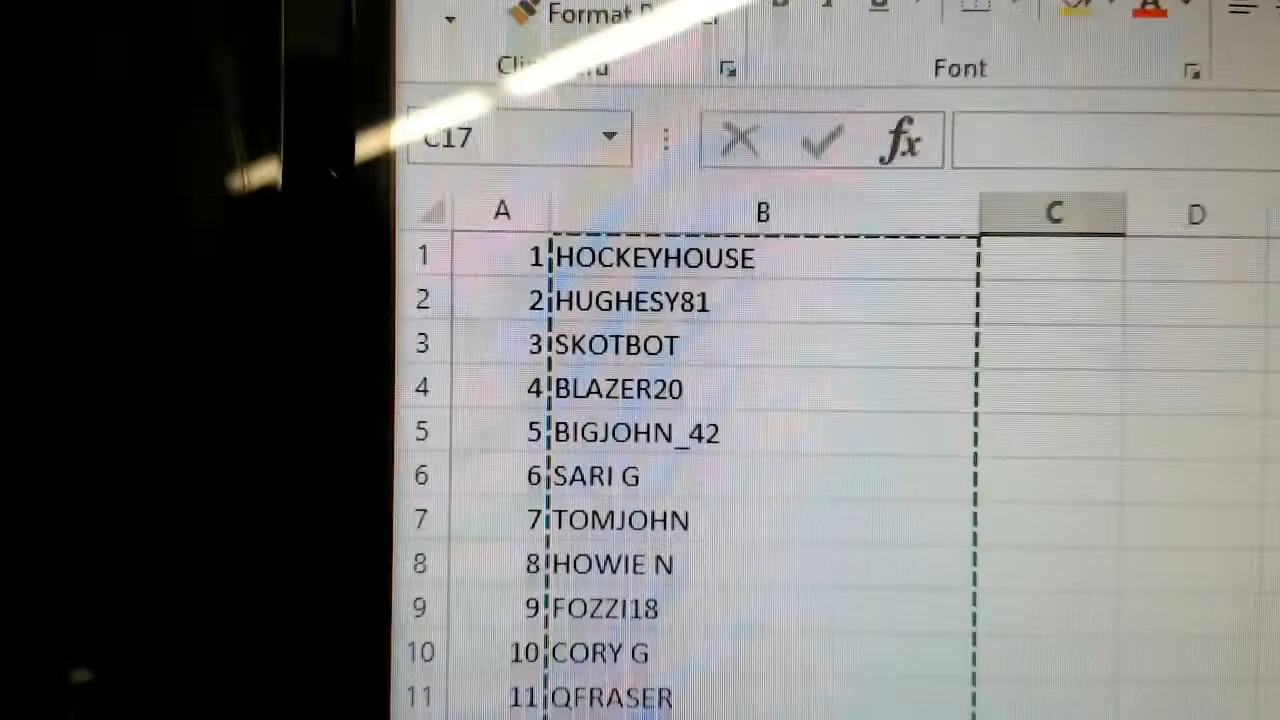 Format
Font
C17
fx
A B C D
1 1 HOCKEYHOUSE
2 2 HUGHESY81
3 3 SKOTBOT
4 4 BLAZER20
5 5 BIGJOHN_42
6 6 SARI G
7 7 TOMJOHN
8 8 HOWIE N
9 9 FOZZI18
10 10 CORY G
11 11 QFRASER